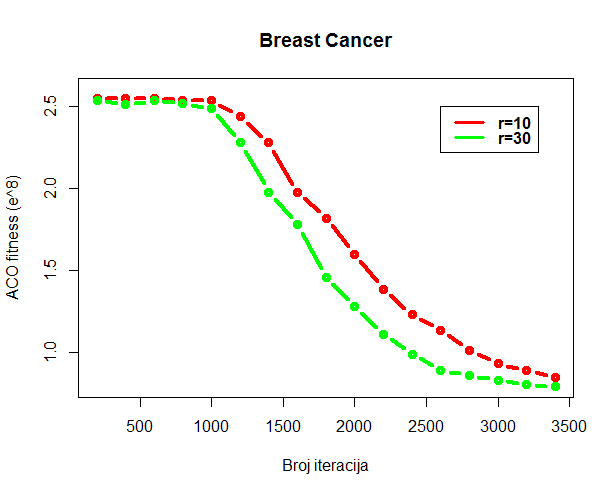 Breast Cancer
r=10
r=30
2.5
2.0
1.5
1.0
ACO fitness (e^8)
500 1000 1500 2000 2500 3000 3500
Broj iteracija